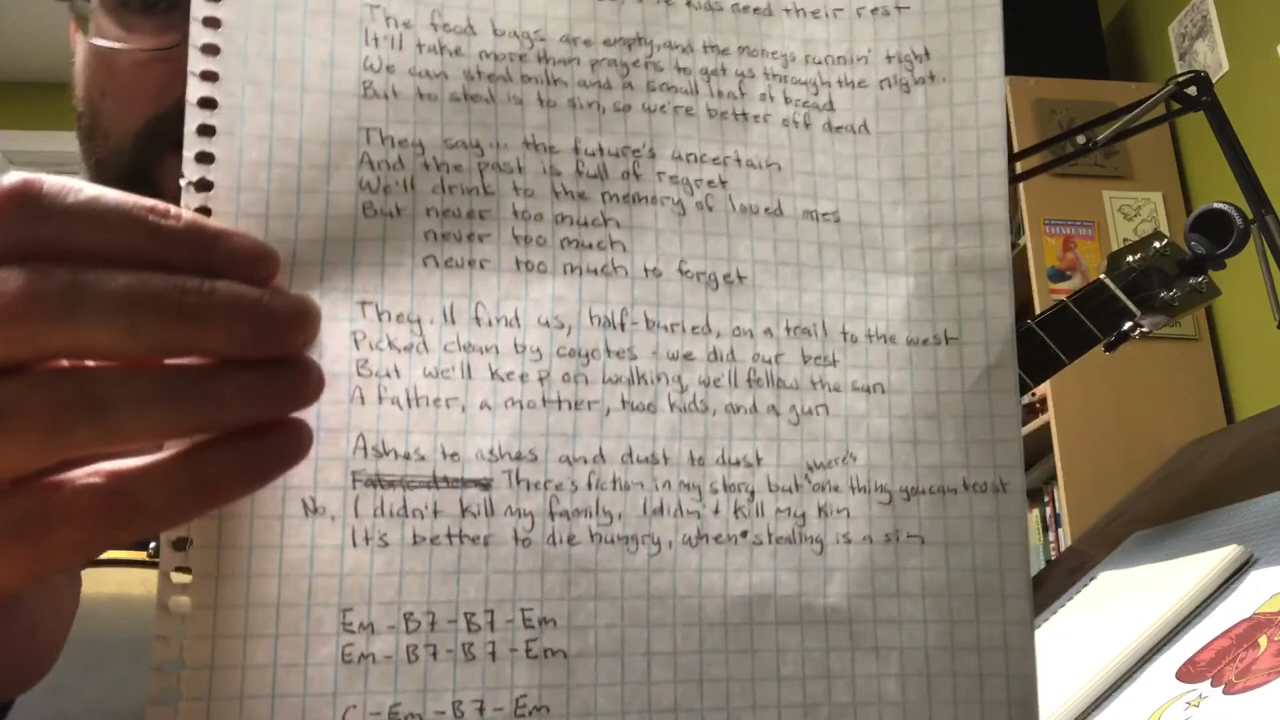 kids need their rest
The food bags are empty, and the moneys runnin' tight
It'll take more than prayers to get us through the night.
We can steal milk and a small loaf of bread
But to steal is to sin, so we're better off dead
They say... the future's uncertain
And the past is full of regret
We'll drink to the memory of loved ones
But never too much
never too much
never too much to forget
They'll find us, half-buried, on a trail to the west
Picked clean by coyotes - we did our best
But we'll keep on walking, we'll follow the sun
A father, a mother, two kids, and a gun
Ashes to ashes and dust to dust
There's fiction in my story but there's one thing you can trust
No, I didn't kill my family, I didn't kill my kin
It's better to die hungry, when stealing is a sin
Em - B7 - B7 - Em
Em - B7 - B7 - Em
C - Em - B7 - Em